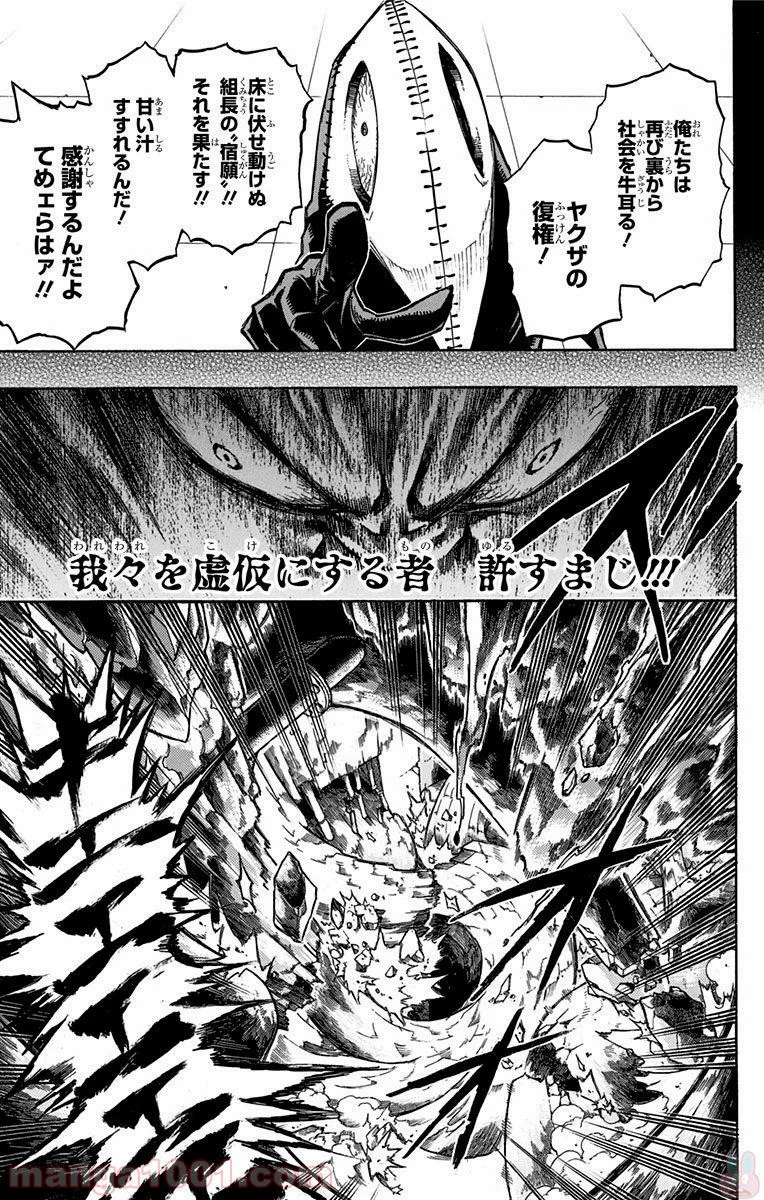 俺たちは
再び裏から
社会を牛耳る!
ヤクザの
復権!
床に伏せ動けぬ
組長の〝宿願〟!!
それを果たす!!
甘い汁
すすれるんだ!
感謝するんだよ
てめェらはァ!!
我々を虚仮にする者 許すまじ!!!
manga1001.com